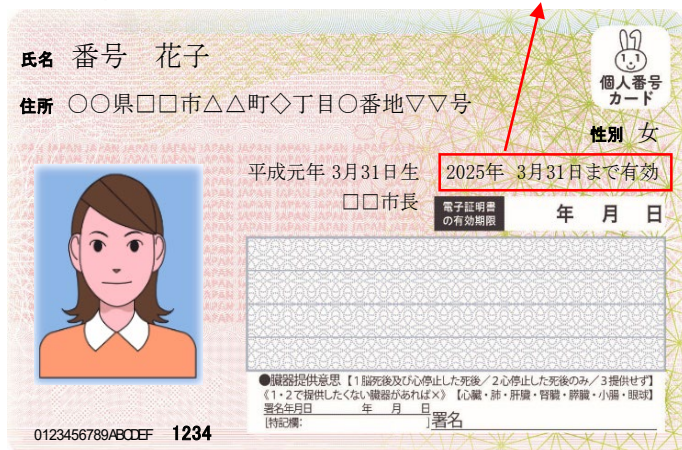 氏名 番号 花子
個人番号
カード
住所 ○○県□□市△△町◇丁目○番地▽▽号
性別 女
平成元年 3月31日生 2025年 3月31日まで有効
□□市長
電子証明書
の有効期限
年 月 日
●臓器提供意思【1 脳死後及び心停止した死後/2 心停止した死後のみ/3 提供せず】
《1・2で提供したくない臓器があれば×》【心臓・肺・肝臓・腎臓・膵臓・小腸・眼球】
署名年月日 年 月 日
[特記欄: ] 署名
0123456789ABCDEF 1234